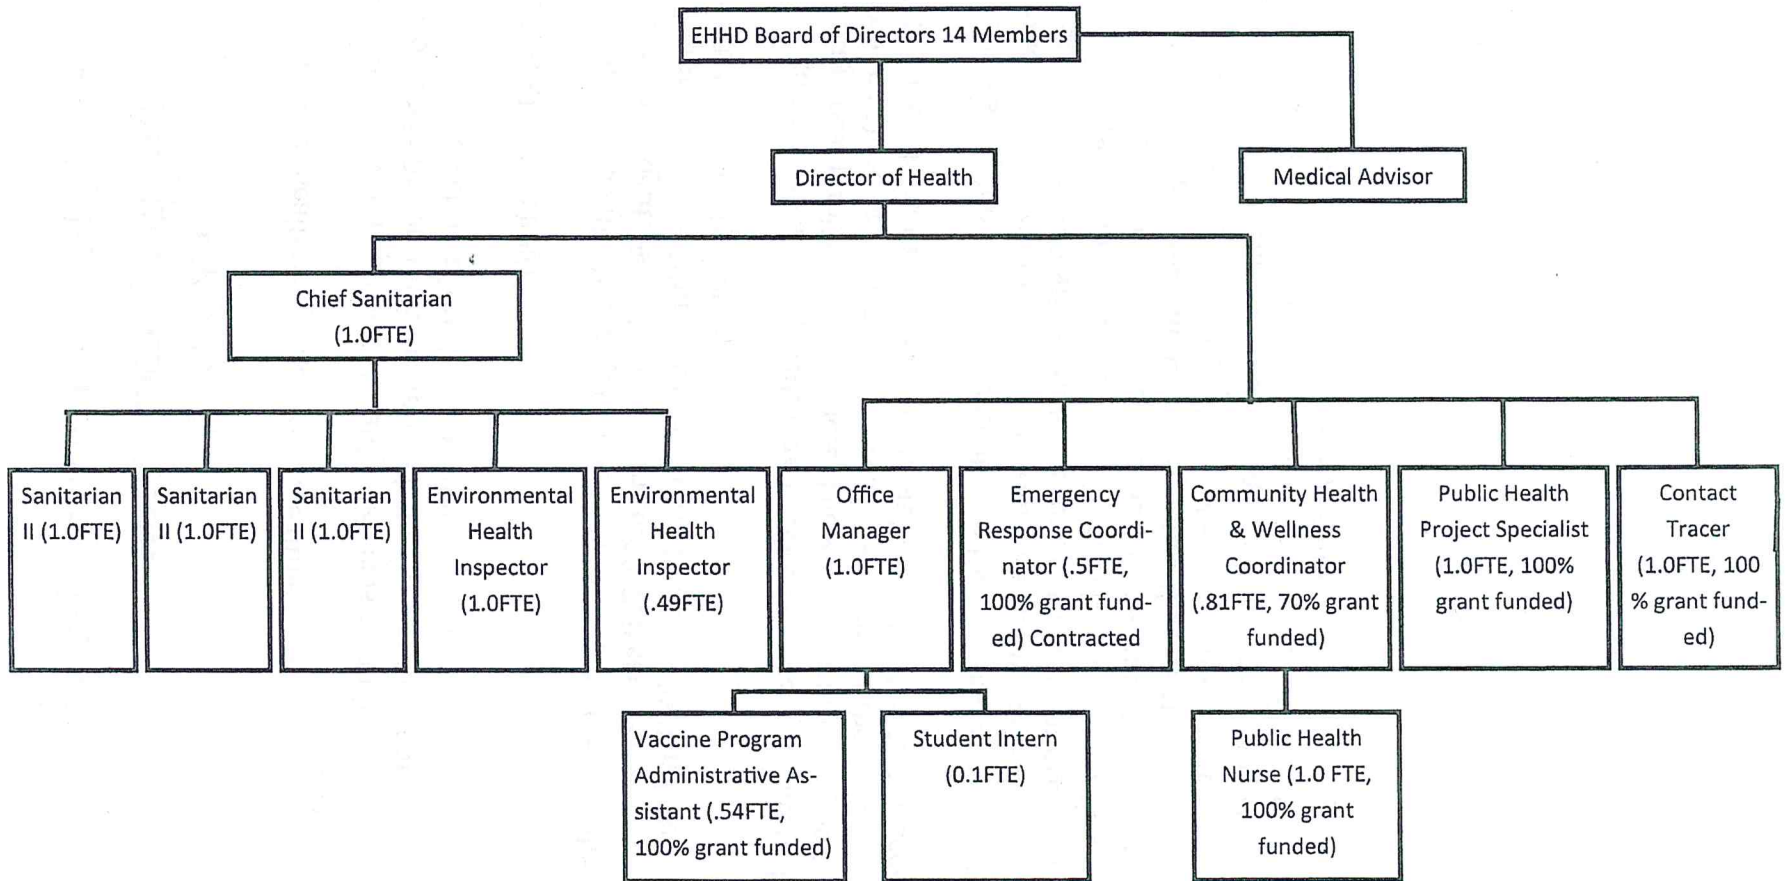 EHHD Board of Directors 14 Members
Director of Health
Medical Advisor
Chief Sanitarian
(1.0FTE)
Sanitarian
II (1.0FTE)
Sanitarian
II (1.0FTE)
Sanitarian
II (1.0FTE)
Environmental
Health
Inspector
(1.0FTE)
Environmental
Health
Inspector
(.49FTE)
Office
Manager
(1.0FTE)
Emergency
Response Coordi-
nator (.5FTE,
100% grant fund-
ed) Contracted
Community Health
& Wellness
Coordinator
(.81FTE, 70% grant
funded)
Public Health
Project Specialist
(1.0FTE, 100%
grant funded)
Contact
Tracer
(1.0FTE, 100
% grant fund-
ed)
Vaccine Program
Administrative As-
sistant (.54FTE,
100% grant funded)
Student Intern
(0.1FTE)
Public Health
Nurse (1.0 FTE,
100% grant
funded)